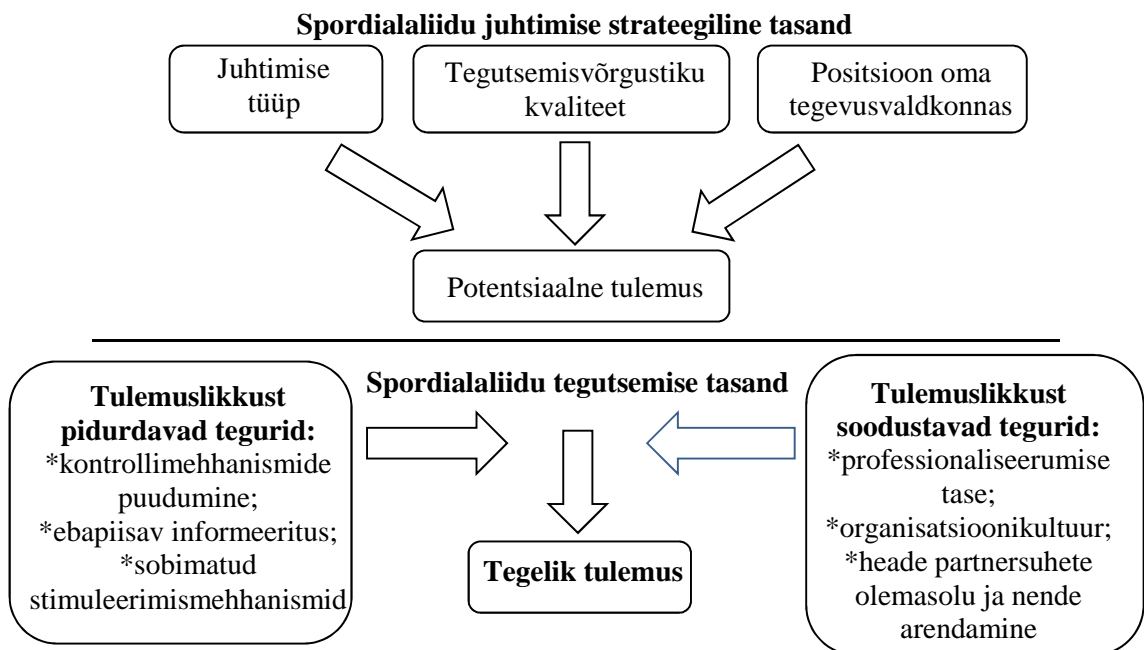 Spordialaliidu juhtimise strateegiline tasand
Juhtimise
tüüp
Tegutsemisvõrgustiku
kvaliteet
Positsioon oma
tegevusvaldkonnas
Potentsiaalne tulemus
Tulemuslikkust
pidurdavad tegurid:
*kontrollimehhanismide
puudumine;
*ebapiisav informeeritus;
*sobimatud
stimuleerimismehhanismid
Spordialaliidu tegutsemise tasand
Tegelik tulemus
Tulemuslikkust
soodustavad tegurid:
*professionaliseerumise
tase;
*organisatsioonikultuur;
*heade partnersuhete
olemasolu ja nende
arendamine